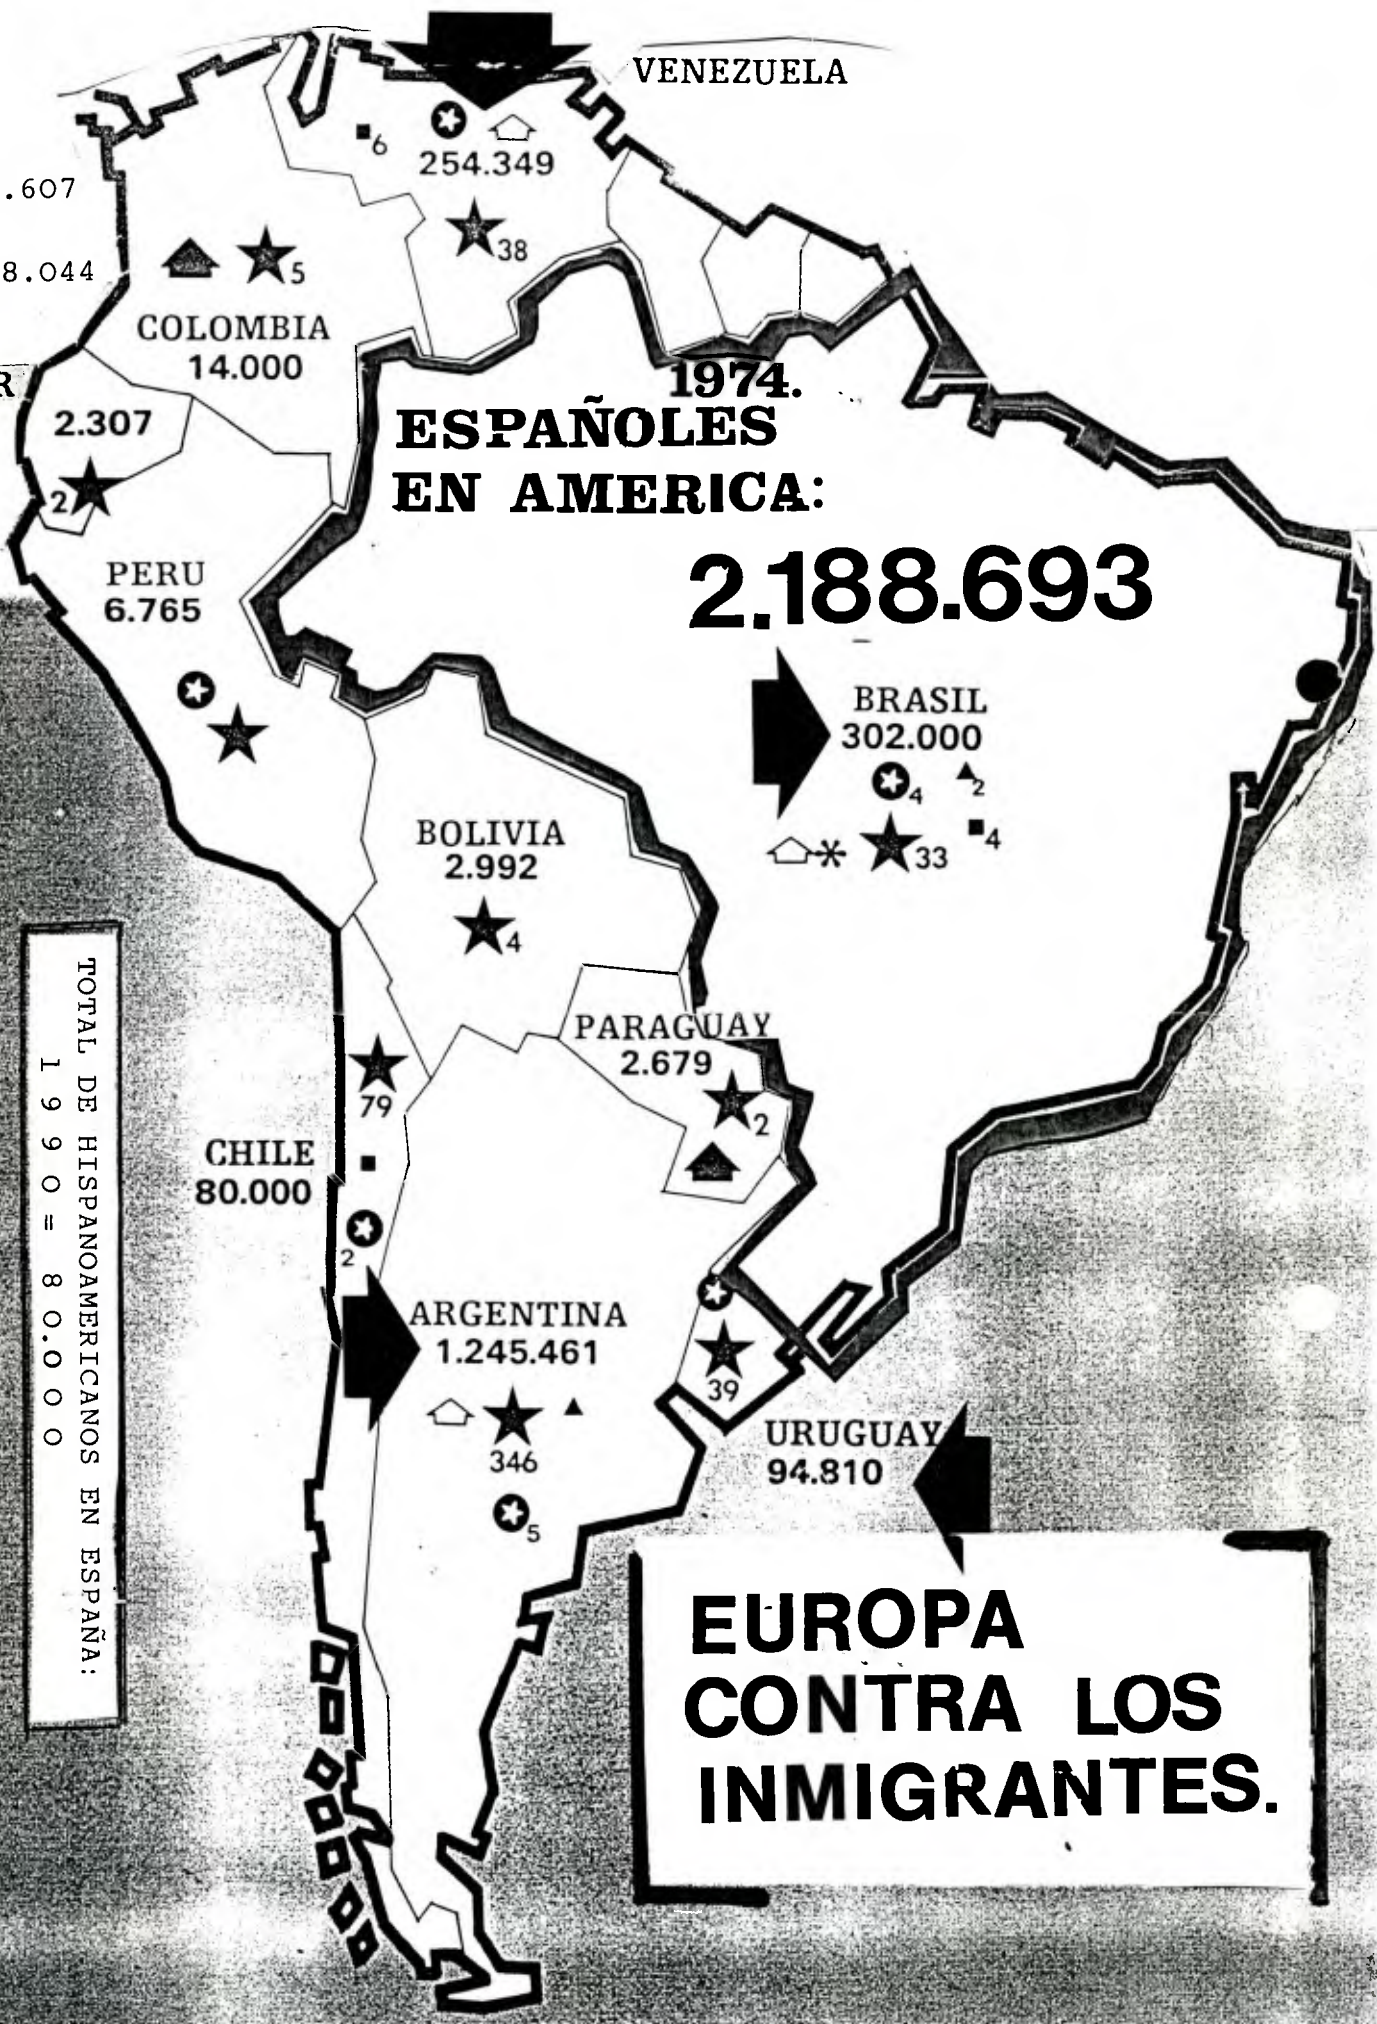 VENEZUELA
6
254.349
38
.607
8.044
5
COLOMBIA
14.000
R
2.307
2
1974.
ESPAÑOLES
EN AMERICA:
2.188.693
PERU
6.765
BRASIL
302.000
4
2
33
4
BOLIVIA
2.992
4
PARAGUAY
2.679
2
79
CHILE
80.000
2
ARGENTINA
1.245.461
346
5
39
URUGUAY
94.810
TOTAL DE HISPANOAMERICANOS EN ESPAÑA:
1990= 80.000
EUROPA
CONTRA LOS
INMIGRANTES.